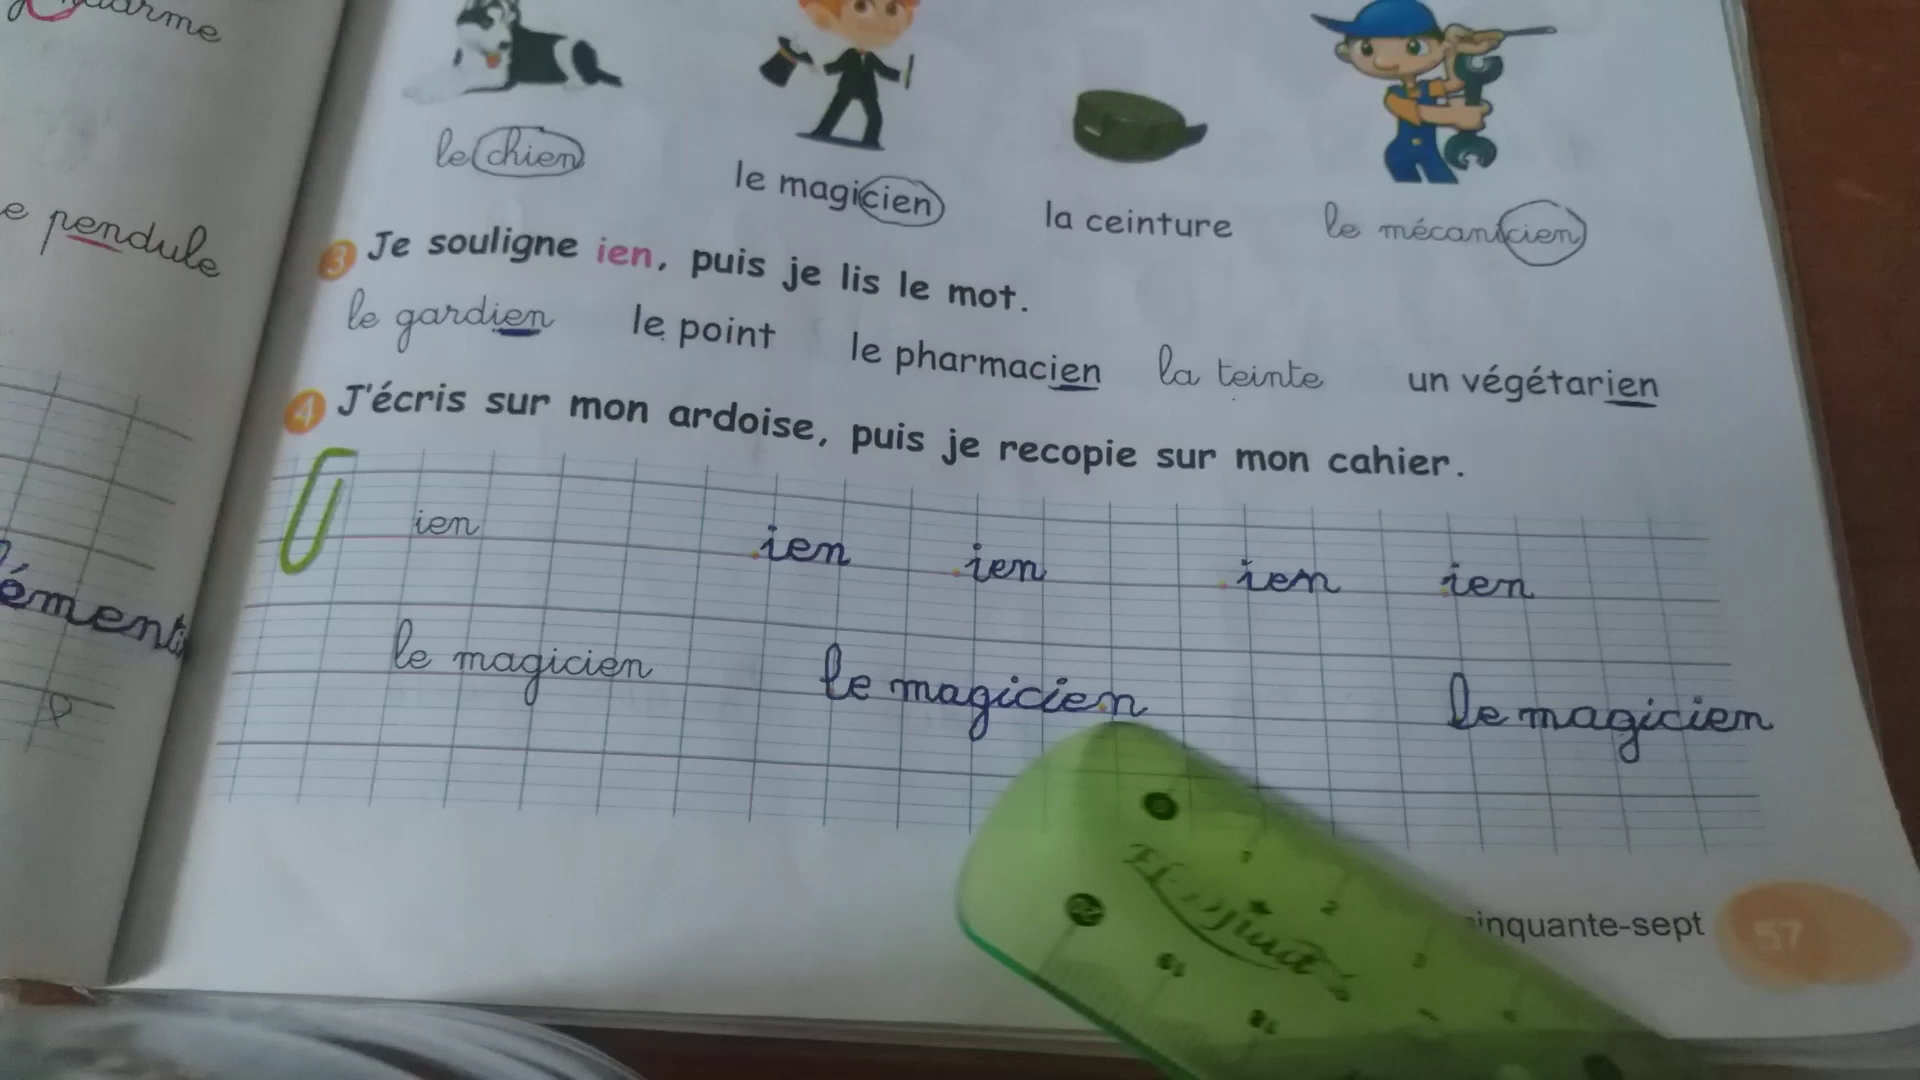 le chien le magicien la ceinture le mécanicien
e pendule
3 Je souligne ien, puis je lis le mot.
le gardien le point le pharmacien la teinte un végétarien
4 J'écris sur mon ardoise, puis je recopie sur mon cahier.
ien ien ien ien ien
le magicien le magicien le magicien
inquante-sept 57